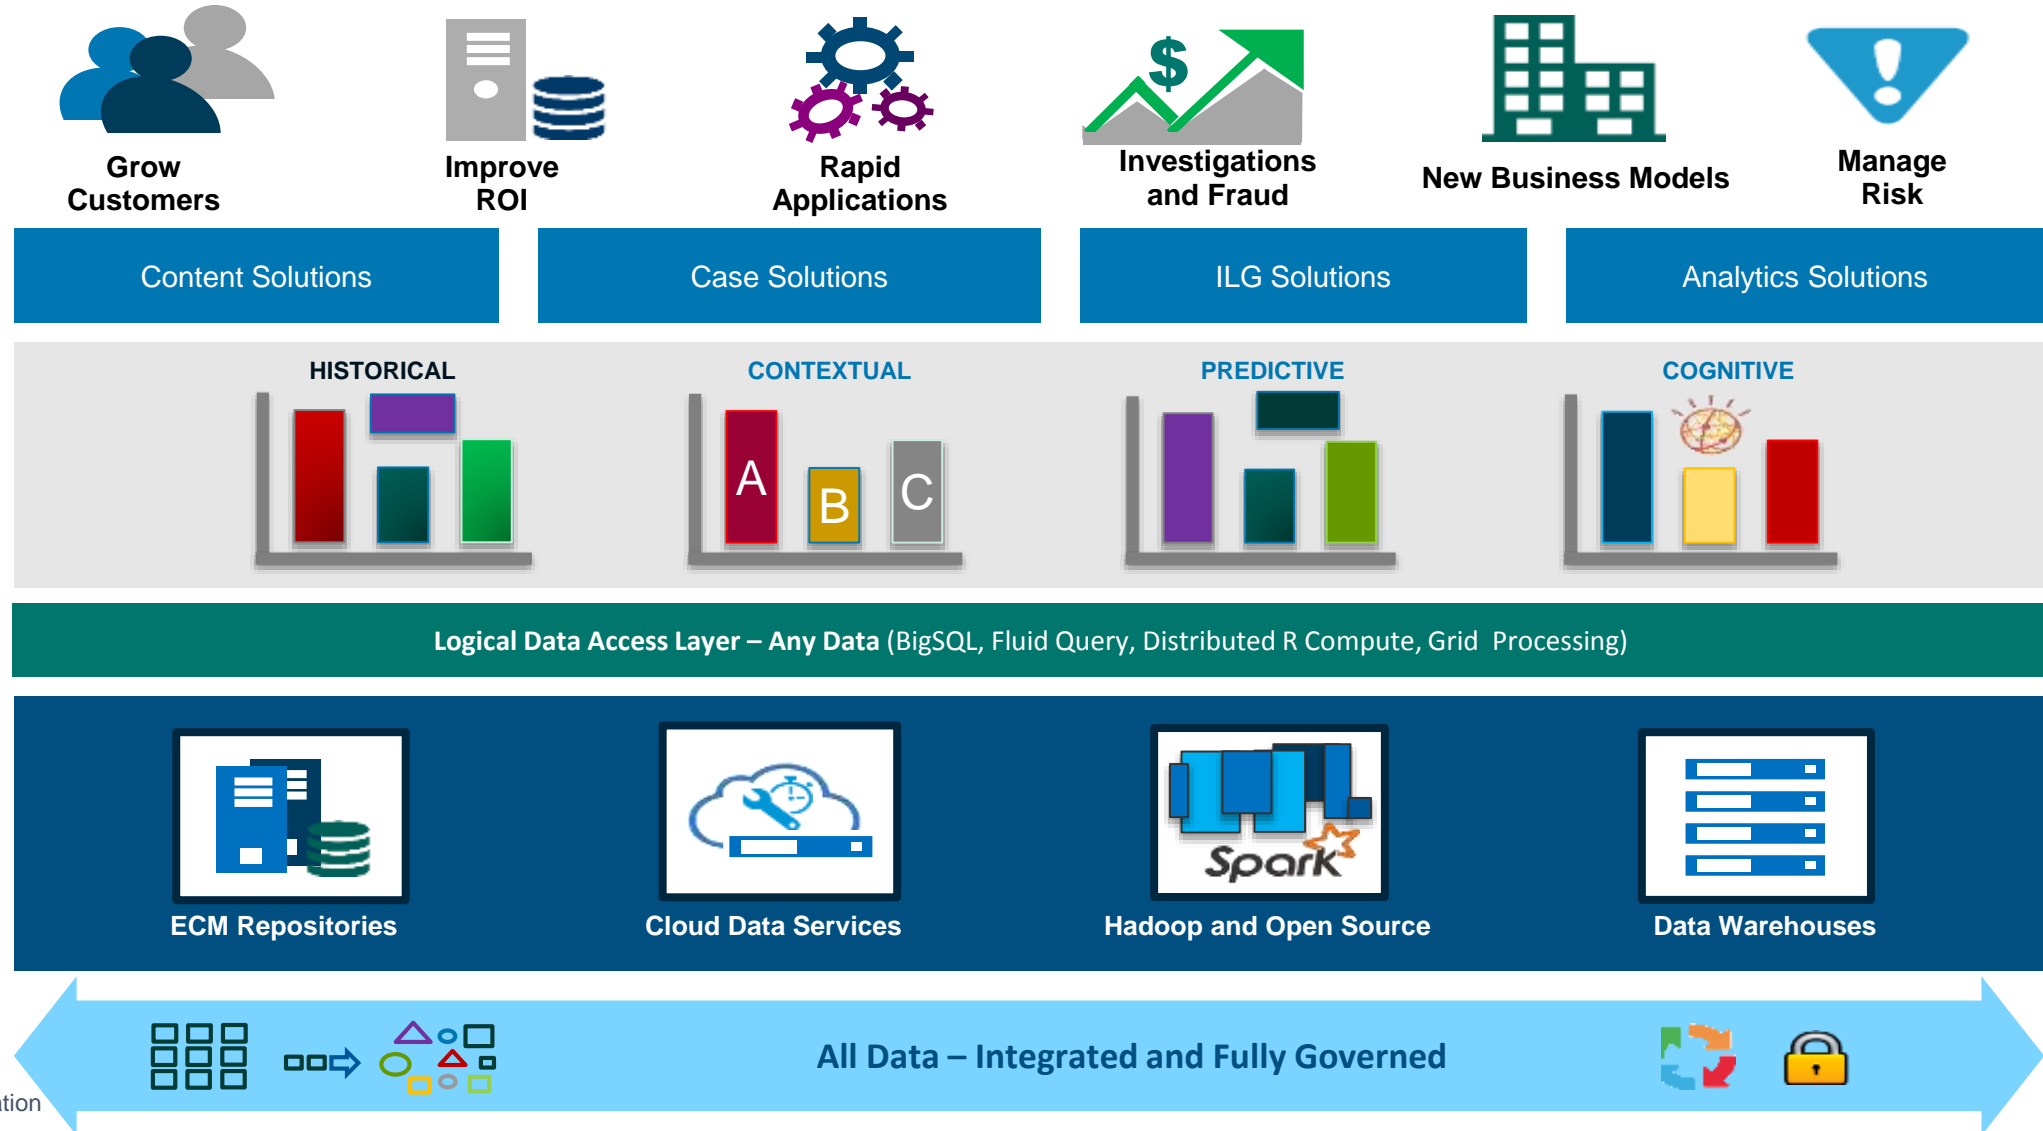 Grow
Customers
Improve
ROI
Rapid
Applications
$
Investigations
and Fraud
New Business Models
Manage
Risk
Content Solutions
Case Solutions
ILG Solutions
Analytics Solutions
HISTORICAL
CONTEXTUAL
PREDICTIVE
COGNITIVE
A
B
C
Logical Data Access Layer – Any Data (BigSQL, Fluid Query, Distributed R Compute, Grid Processing)
Spark
ECM Repositories
Cloud Data Services
Hadoop and Open Source
Data Warehouses
All Data – Integrated and Fully Governed